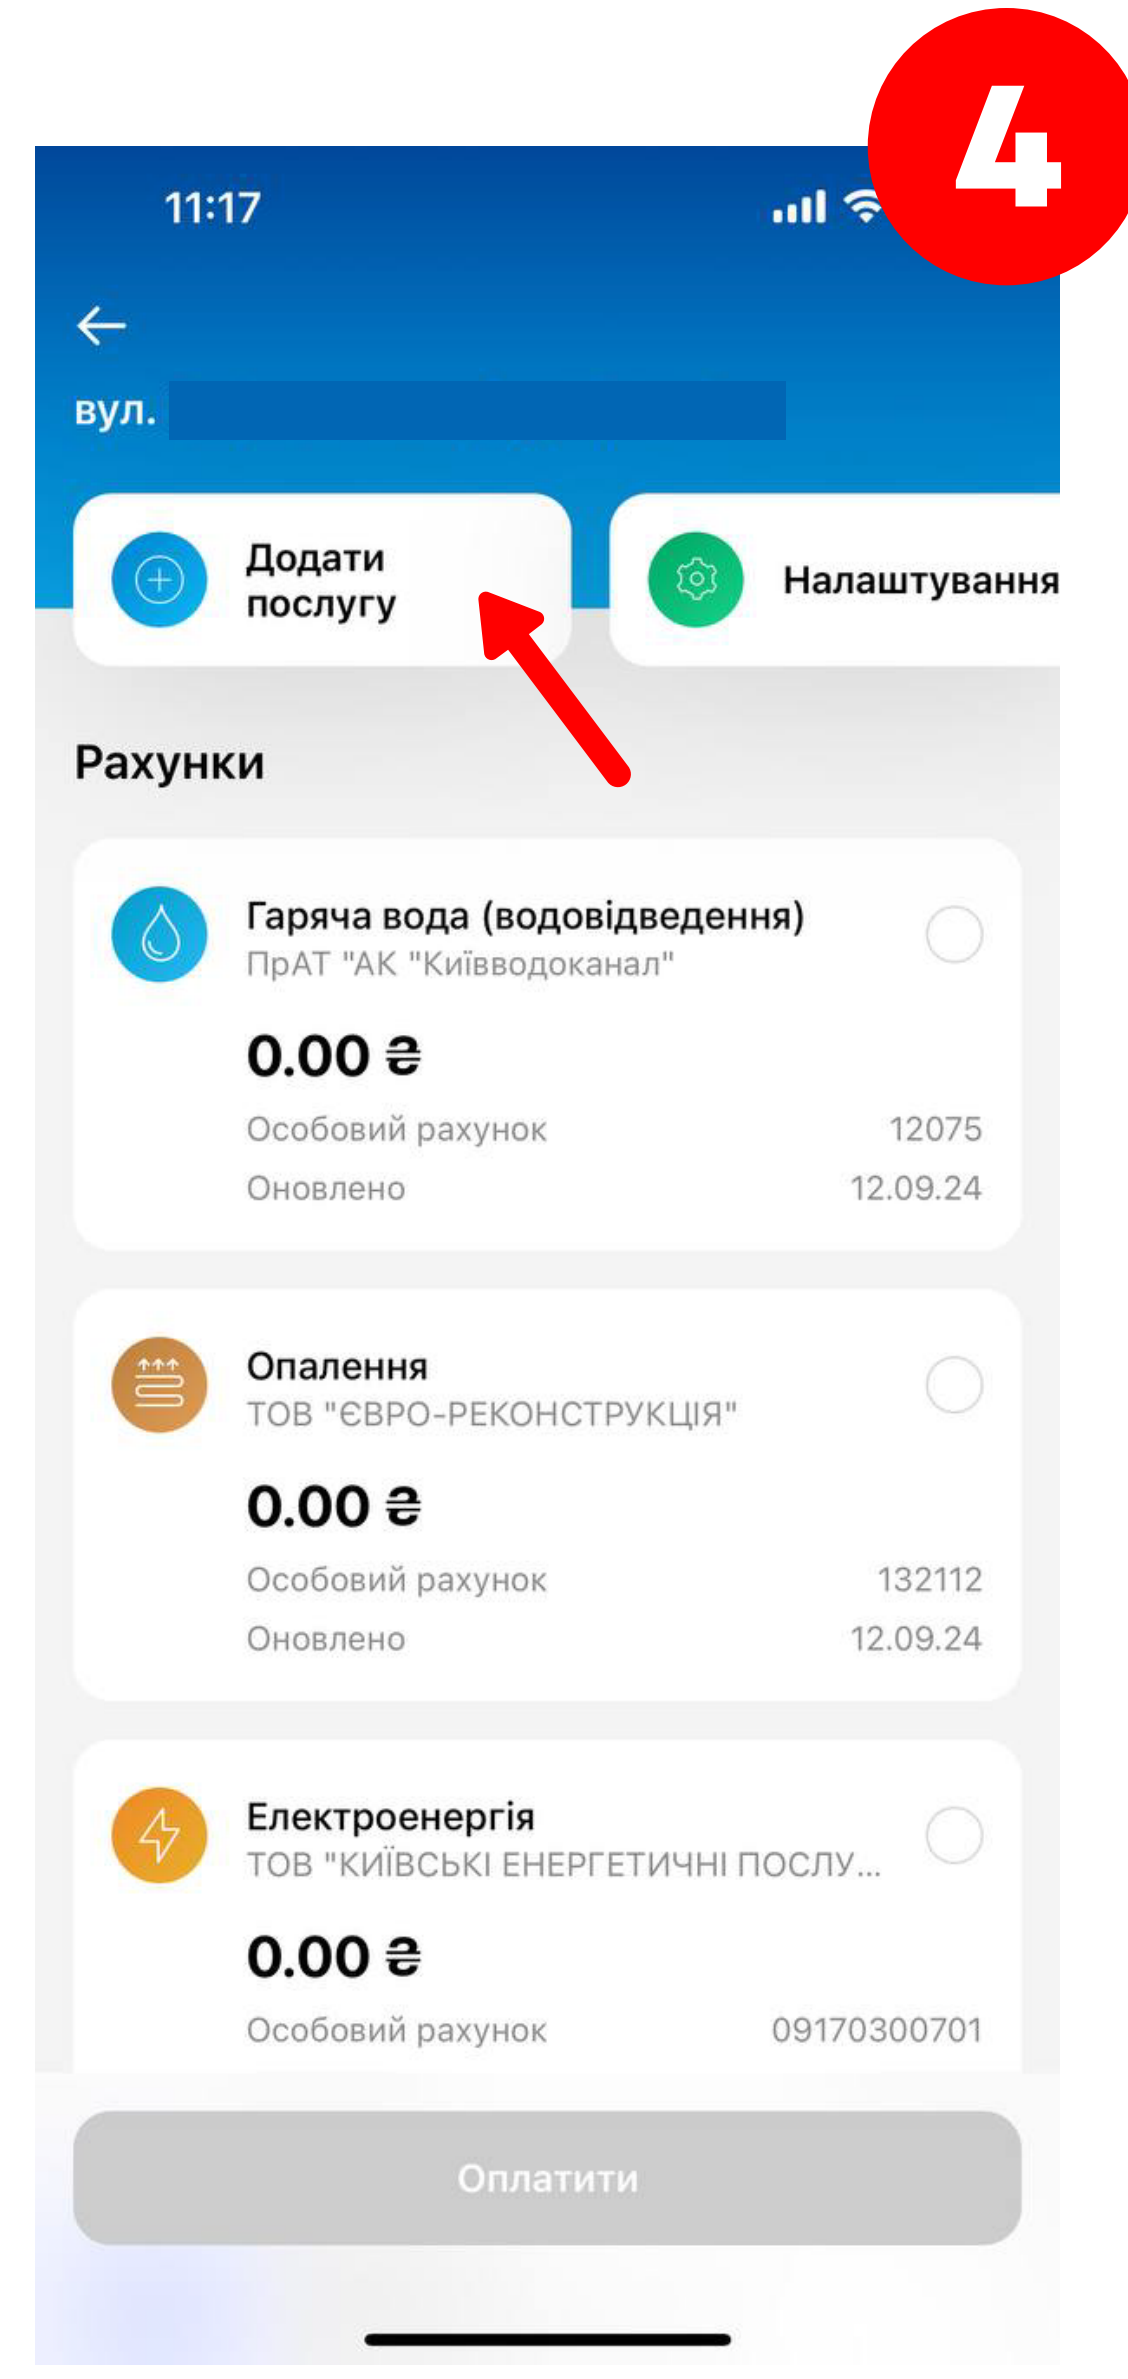 4
11:17
вул.
Додати
послугу
Налаштування
Рахунки
Гаряча вода (водовідведення)
ПрАТ "АК "Київводоканал"
0.00 ₴
Особовий рахунок 12075
Оновлено 12.09.24
Опалення
ТОВ "ЄВРО-РЕКОНСТРУКЦІЯ"
0.00 ₴
Особовий рахунок 132112
Оновлено 12.09.24
Електроенергія
ТОВ "КИЇВСЬКІ ЕНЕРГЕТИЧНІ ПОСЛУ...
0.00 ₴
Особовий рахунок 09170300701
Оплатити